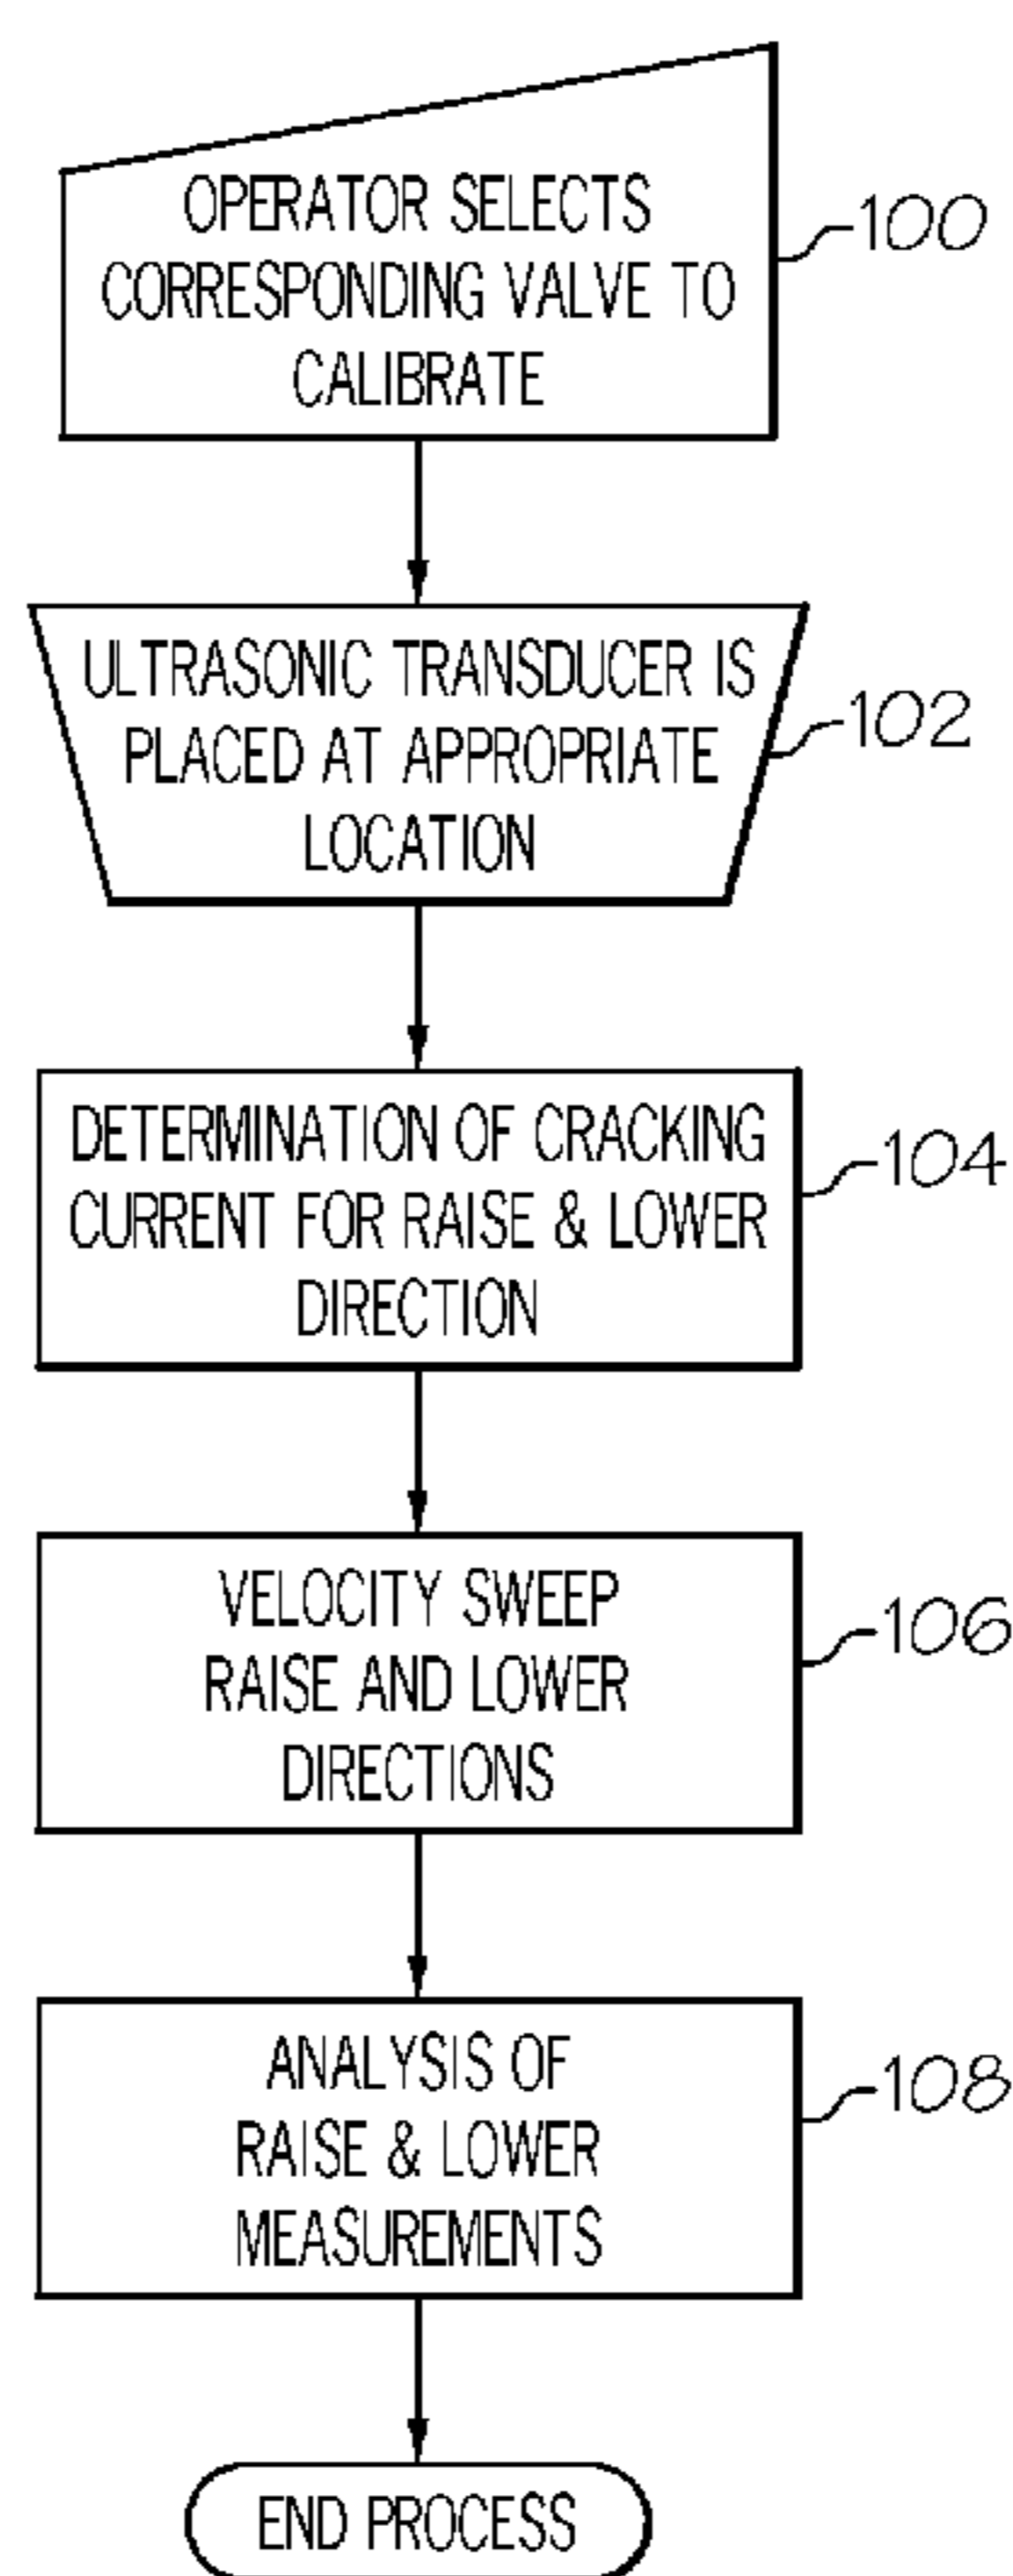 OPERATOR SELECTS
CORRESPONDING VALVE TO
CALIBRATE
100
ULTRASONIC TRANSDUCER IS
PLACED AT APPROPRIATE
LOCATION
102
DETERMINATION OF CRACKING
CURRENT FOR RAISE & LOWER
DIRECTION
104
VELOCITY SWEEP
RAISE AND LOWER
DIRECTIONS
106
ANALYSIS OF
RAISE & LOWER
MEASUREMENTS
108
END PROCESS